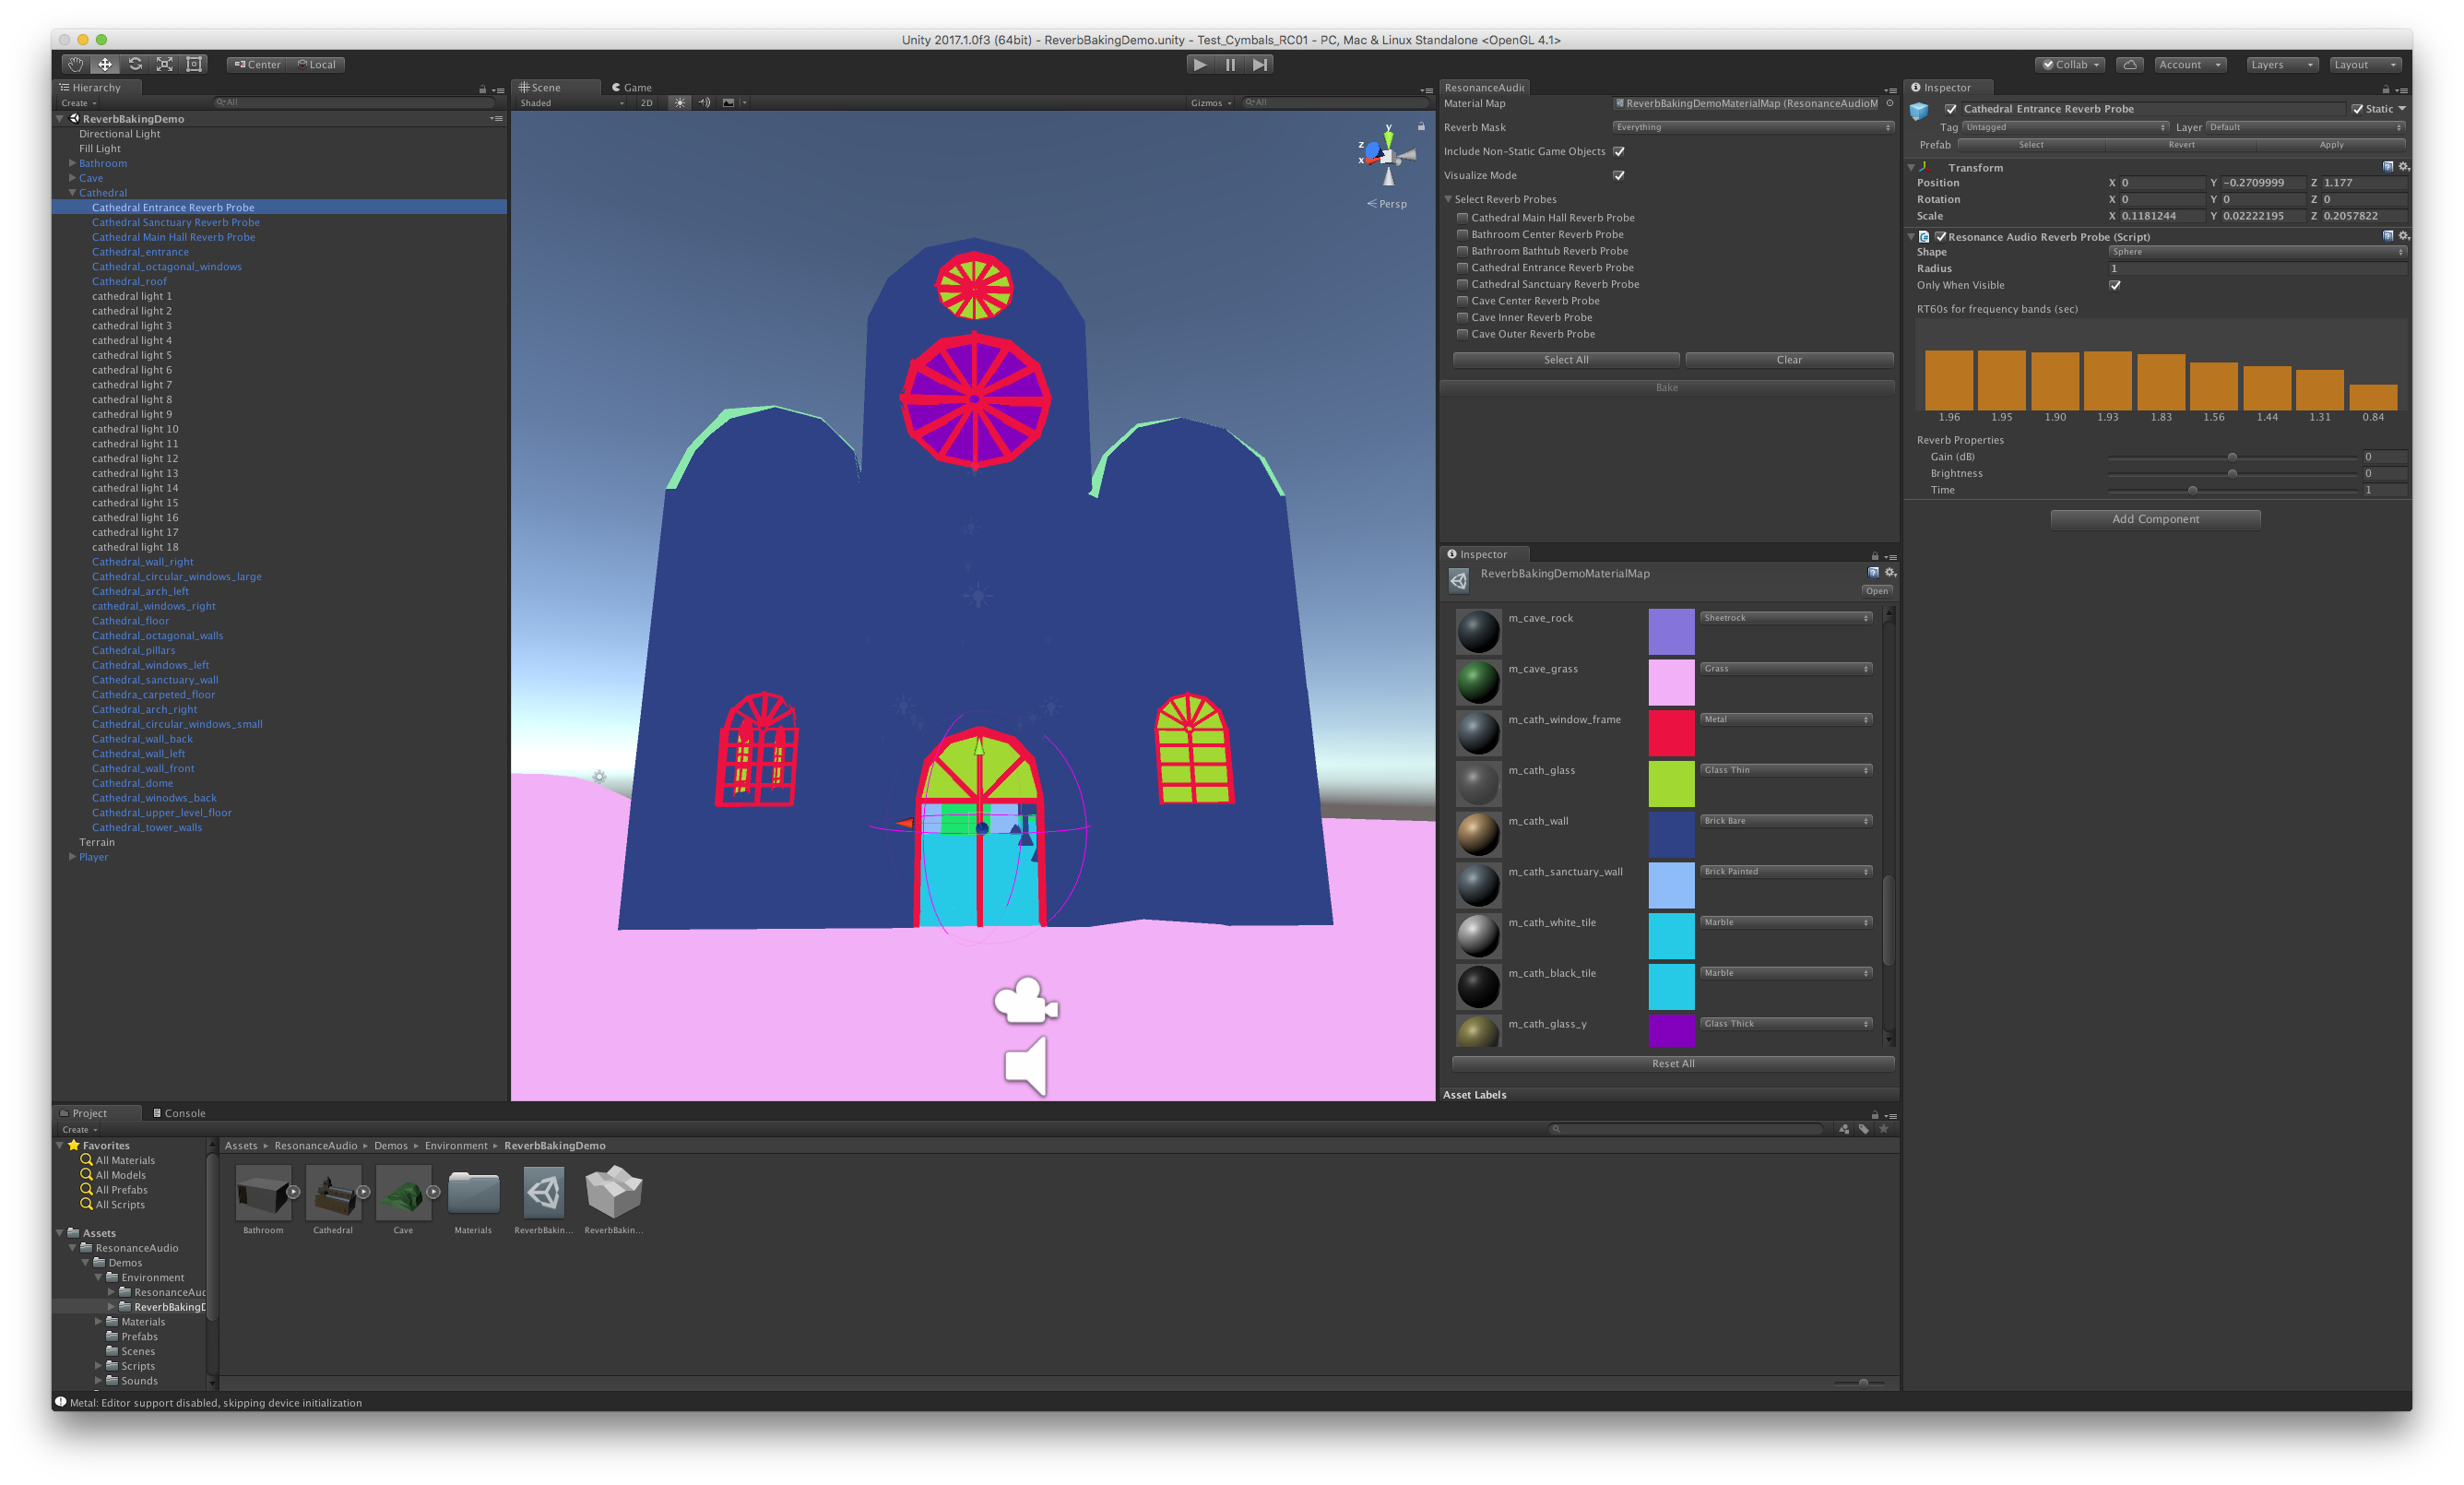 Unity 2017.1.0f3 (64bit) - ReverbBakingDemo.unity - Test_Cymbals_RC01 - PC, Mac & Linux Standalone <OpenGL 4.1>
Center Local
Collab Account Layers Layout
Hierarchy
Create All
ReverbBakingDemo
Directional Light
Fill Light
Bathroom
Cave
Cathedral
Cathedral Entrance Reverb Probe
Cathedral Sanctuary Reverb Probe
Cathedral Main Hall Reverb Probe
Cathedral_entrance
Cathedral_octagonal_windows
Cathedral_roof
cathedral light 1
cathedral light 2
cathedral light 3
cathedral light 4
cathedral light 5
cathedral light 6
cathedral light 7
cathedral light 8
cathedral light 9
cathedral light 10
cathedral light 11
cathedral light 12
cathedral light 13
cathedral light 14
cathedral light 15
cathedral light 16
cathedral light 17
cathedral light 18
Cathedral_wall_right
Cathedral_circular_windows_large
Cathedral_arch_left
cathedral_windows_right
Cathedral_floor
Cathedral_octagonal_walls
Cathedral_pillars
Cathedral_windows_left
Cathedral_sanctuary_wall
Cathedra_carpeted_floor
Cathedral_arch_right
Cathedral_circular_windows_small
Cathedral_wall_back
Cathedral_wall_left
Cathedral_wall_front
Cathedral_dome
Cathedral_winodws_back
Cathedral_upper_level_floor
Cathedral_tower_walls
Terrain
Player
Scene Game
Shaded 2D Gizmos All
y
z
x
Persp
ResonanceAudic
Material Map ReverbBakingDemoMaterialMap (ResonanceAudioM
Reverb Mask Everything
Include Non-Static Game Objects
Visualize Mode
Select Reverb Probes
Cathedral Main Hall Reverb Probe
Bathroom Center Reverb Probe
Bathroom Bathtub Reverb Probe
Cathedral Entrance Reverb Probe
Cathedral Sanctuary Reverb Probe
Cave Center Reverb Probe
Cave Inner Reverb Probe
Cave Outer Reverb Probe
Select All Clear
Bake
Inspector
ReverbBakingDemoMaterialMap
Open
m_cave_rock Sheetrock
m_cave_grass Grass
m_cath_window_frame Metal
m_cath_glass Glass Thin
m_cath_wall Brick Bare
m_cath_sanctuary_wall Brick Painted
m_cath_white_tile Marble
m_cath_black_tile Marble
m_cath_glass_y Glass Thick
Reset All
Asset Labels
Inspector
Cathedral Entrance Reverb Probe Static
Tag Untagged Layer Default
Prefab Select Revert Apply
Transform
Position X 0 Y -0.2709999 Z 1.177
Rotation X 0 Y 0 Z 0
Scale X 0.1181244 Y 0.02222195 Z 0.2057822
Resonance Audio Reverb Probe (Script)
Shape Sphere
Radius 1
Only When Visible
RT60s for frequency bands (sec)
1.96 1.95 1.90 1.93 1.83 1.56 1.44 1.31 0.84
Reverb Properties
Gain (dB) 0
Brightness 0
Time 1
Add Component
Project Console
Create
Favorites
All Materials
All Models
All Prefabs
All Scripts
Assets
ResonanceAudio
Demos
Environment
ResonanceAud
ReverbBakingD
Materials
Prefabs
Scenes
Scripts
Sounds
Assets ResonanceAudio Demos Environment ReverbBakingDemo
Bathroom Cathedral Cave Materials ReverbBakin... ReverbBakin...
Metal: Editor support disabled, skipping device initialization